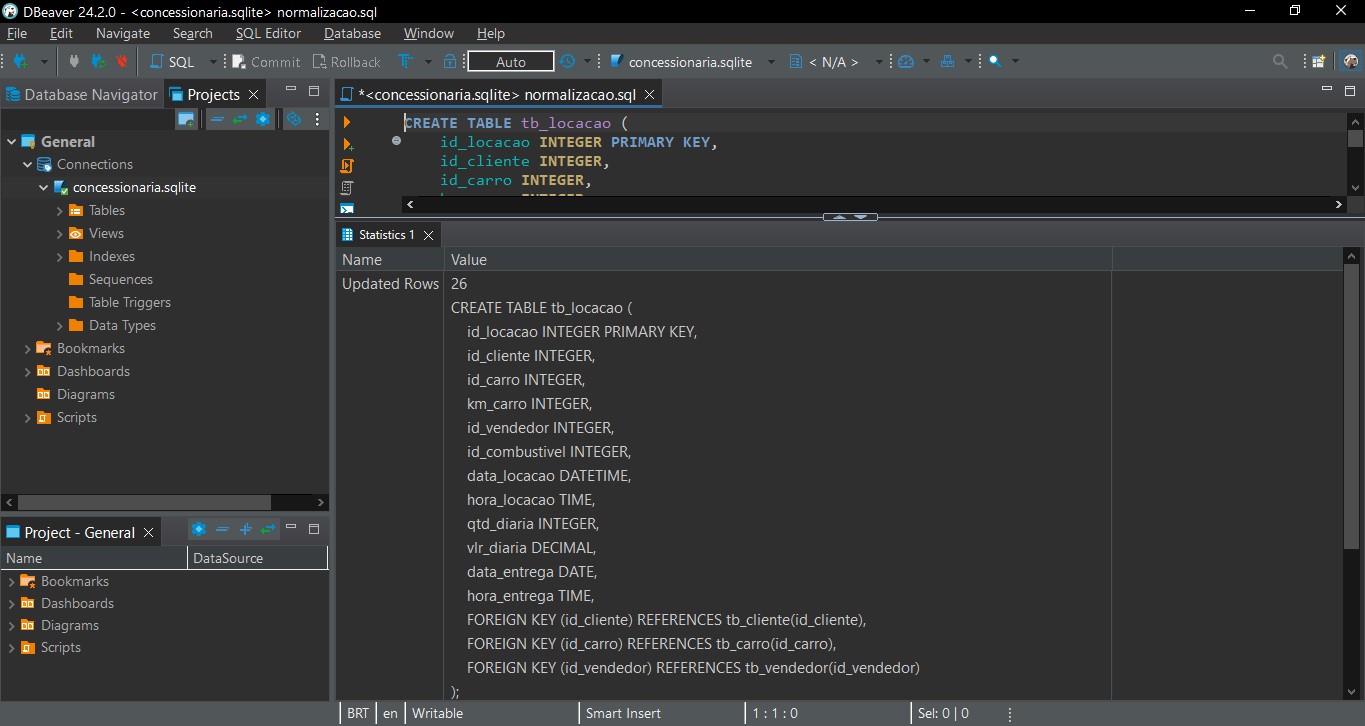 DBeaver 24.2.0 - <concessionaria.sqlite> normalizacao.sql
File Edit Navigate Search SQL Editor Database Window Help
SQL Commit Rollback Auto concessionaria.sqlite < N/A >
Database Navigator Projects
General
Connections
concessionaria.sqlite
Tables
Views
Indexes
Sequences
Table Triggers
Data Types
Bookmarks
Dashboards
Diagrams
Scripts
Project - General
Name DataSource
Bookmarks
Dashboards
Diagrams
Scripts
*<concessionaria.sqlite> normalizacao.sql
CREATE TABLE tb_locacao (
id_locacao INTEGER PRIMARY KEY,
id_cliente INTEGER,
id_carro INTEGER,
Statistics 1
Name Value
Updated Rows 26
CREATE TABLE tb_locacao (
id_locacao INTEGER PRIMARY KEY,
id_cliente INTEGER,
id_carro INTEGER,
km_carro INTEGER,
id_vendedor INTEGER,
id_combustivel INTEGER,
data_locacao DATETIME,
hora_locacao TIME,
qtd_diaria INTEGER,
vlr_diaria DECIMAL,
data_entrega DATE,
hora_entrega TIME,
FOREIGN KEY (id_cliente) REFERENCES tb_cliente(id_cliente),
FOREIGN KEY (id_carro) REFERENCES tb_carro(id_carro),
FOREIGN KEY (id_vendedor) REFERENCES tb_vendedor(id_vendedor)
);
BRT en Writable Smart Insert 1 : 1 : 0 Sel: 0 | 0